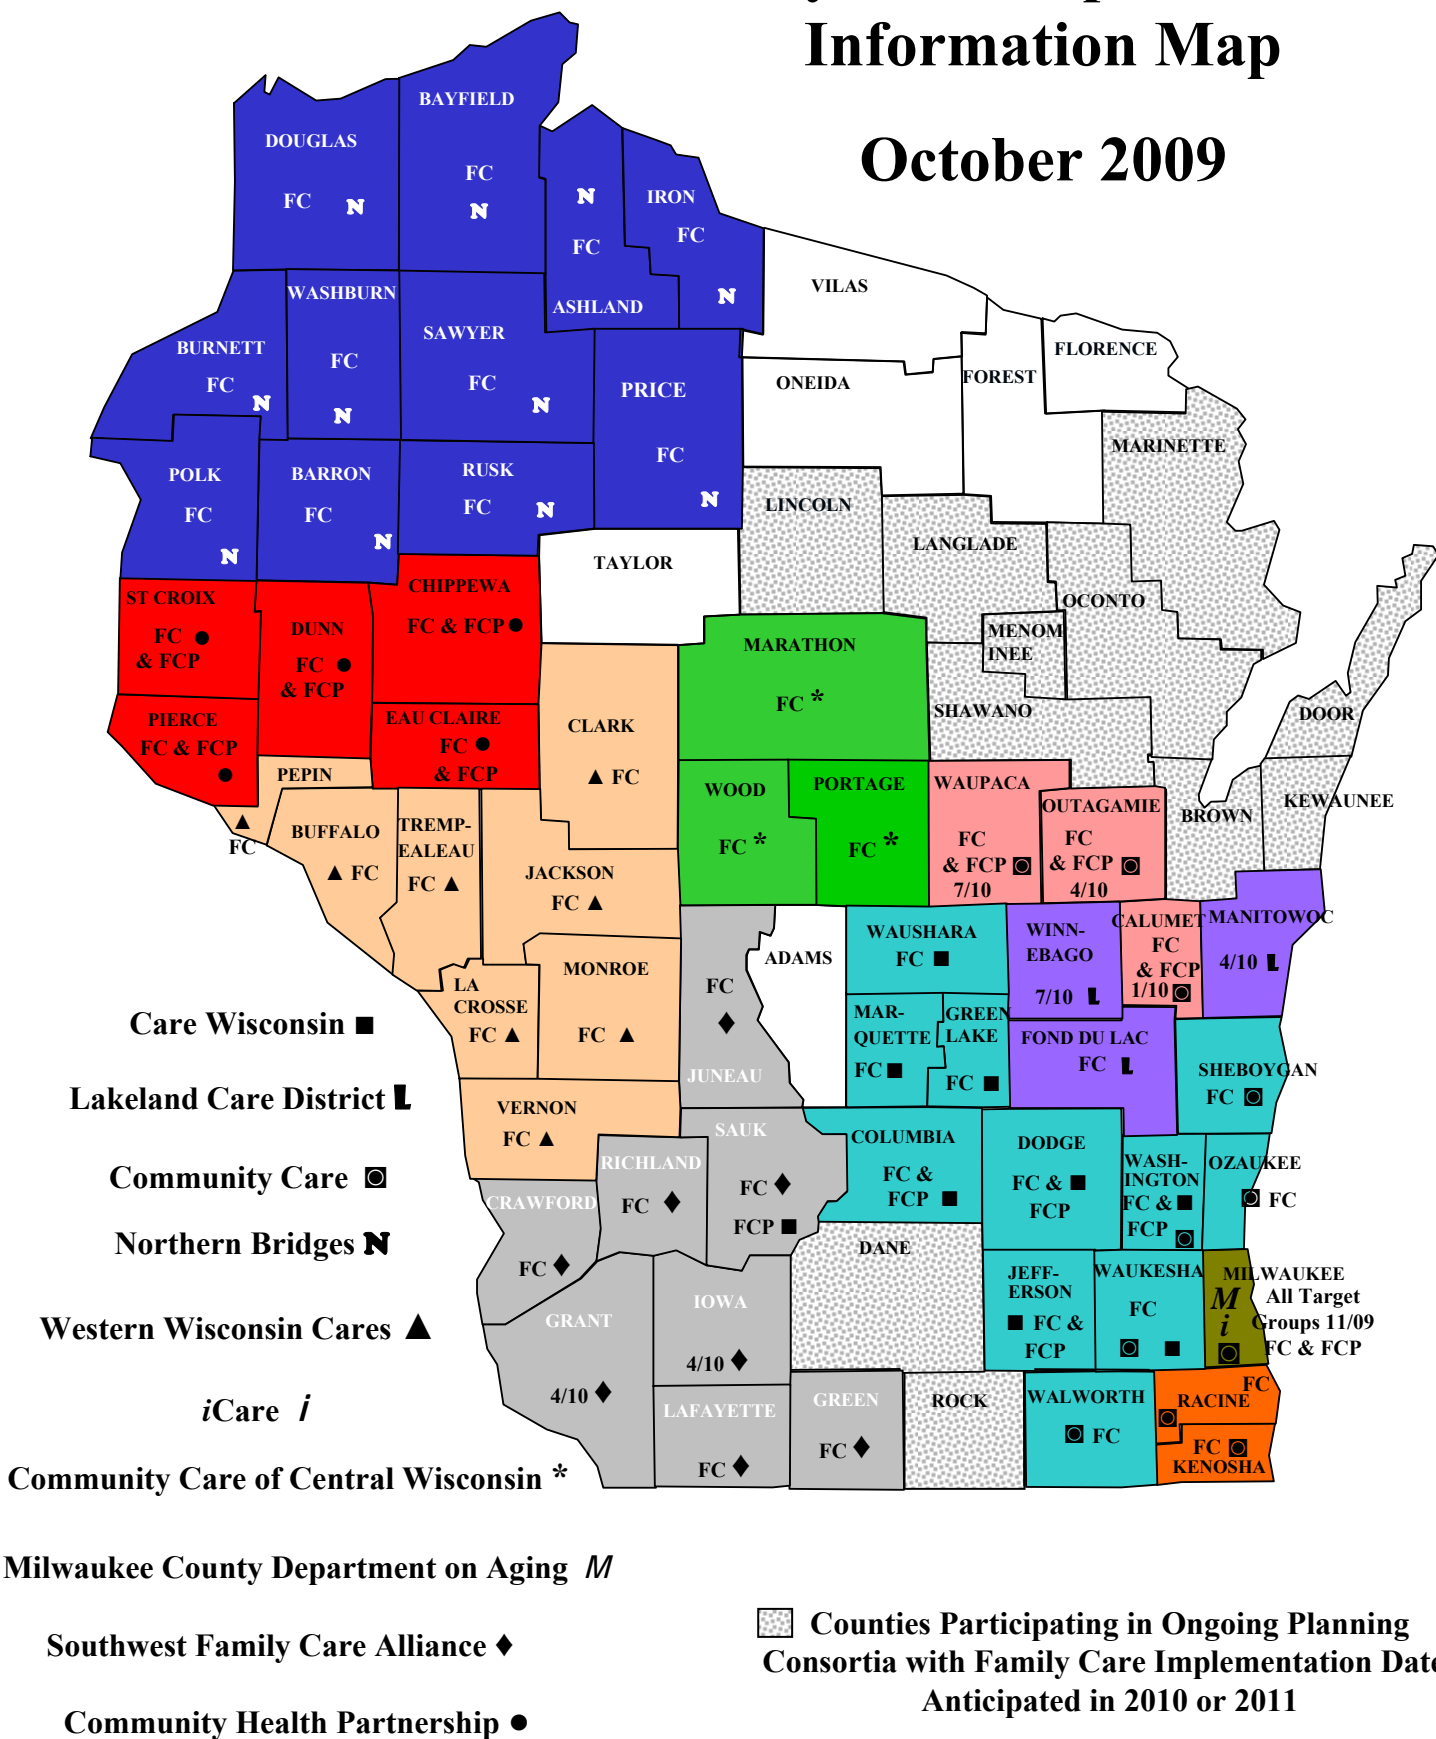 Information Map
October 2009
BAYFIELD
FC
N
DOUGLAS
FC N
N
FC
ASHLAND
IRON
FC
N
VILAS
WASHBURN
FC
N
SAWYER
FC
N
BURNETT
FC
N
PRICE
FC
N
ONEIDA
FOREST
FLORENCE
MARINETTE
POLK
FC
N
BARRON
FC
N
RUSK
FC N
LINCOLN
LANGLADE
TAYLOR
OCONTO
MENOM
INEE
ST CROIX
FC ●
& FCP
DUNN
FC ●
& FCP
CHIPPEWA
FC & FCP ●
MARATHON
FC *
SHAWANO
DOOR
PIERCE
FC & FCP
●
EAU CLAIRE
FC ●
& FCP
CLARK
▲ FC
PEPIN
▲
FC
BUFFALO
▲ FC
TREMP-
EALEAU
FC ▲
JACKSON
FC ▲
WOOD
FC *
PORTAGE
FC *
WAUPACA
FC
& FCP ◙
7/10
OUTAGAMIE
FC
& FCP ◙
4/10
BROWN
KEWAUNEE
ADAMS
WAUSHARA
FC ■
WINN-
EBAGO
7/10 L
CALUMET
FC
& FCP
1/10 ◙
MANITOWOC
4/10 L
LA
CROSSE
FC ▲
MONROE
FC ▲
FC
♦
JUNEAU
MAR-
QUETTE
FC ■
GREEN
LAKE
FC ■
FOND DU LAC
FC L
SHEBOYGAN
FC ◙
VERNON
FC ▲
RICHLAND
FC ♦
SAUK
FC ♦
FCP ■
COLUMBIA
FC &
FCP ■
DODGE
FC & ■
FCP
WASH-
INGTON
FC & ■
FCP ◙
OZAUKEE
◙ FC
CRAWFORD
FC ♦
DANE
GRANT
4/10 ♦
IOWA
4/10 ♦
JEFF-
ERSON
■ FC &
FCP
WAUKESHA
FC
◙ ■
MILWAUKEE
M All Target
i Groups 11/09
◙ FC & FCP
LAFAYETTE
FC ♦
GREEN
FC ♦
ROCK
WALWORTH
◙ FC
FC
RACINE
◙
FC ◙
KENOSHA
Care Wisconsin ■
Lakeland Care District L
Community Care ◙
Northern Bridges N
Western Wisconsin Cares ▲
iCare i
Community Care of Central Wisconsin *
Milwaukee County Department on Aging M
Southwest Family Care Alliance ♦
Community Health Partnership ●
Counties Participating in Ongoing Planning
Consortia with Family Care Implementation Date
Anticipated in 2010 or 2011